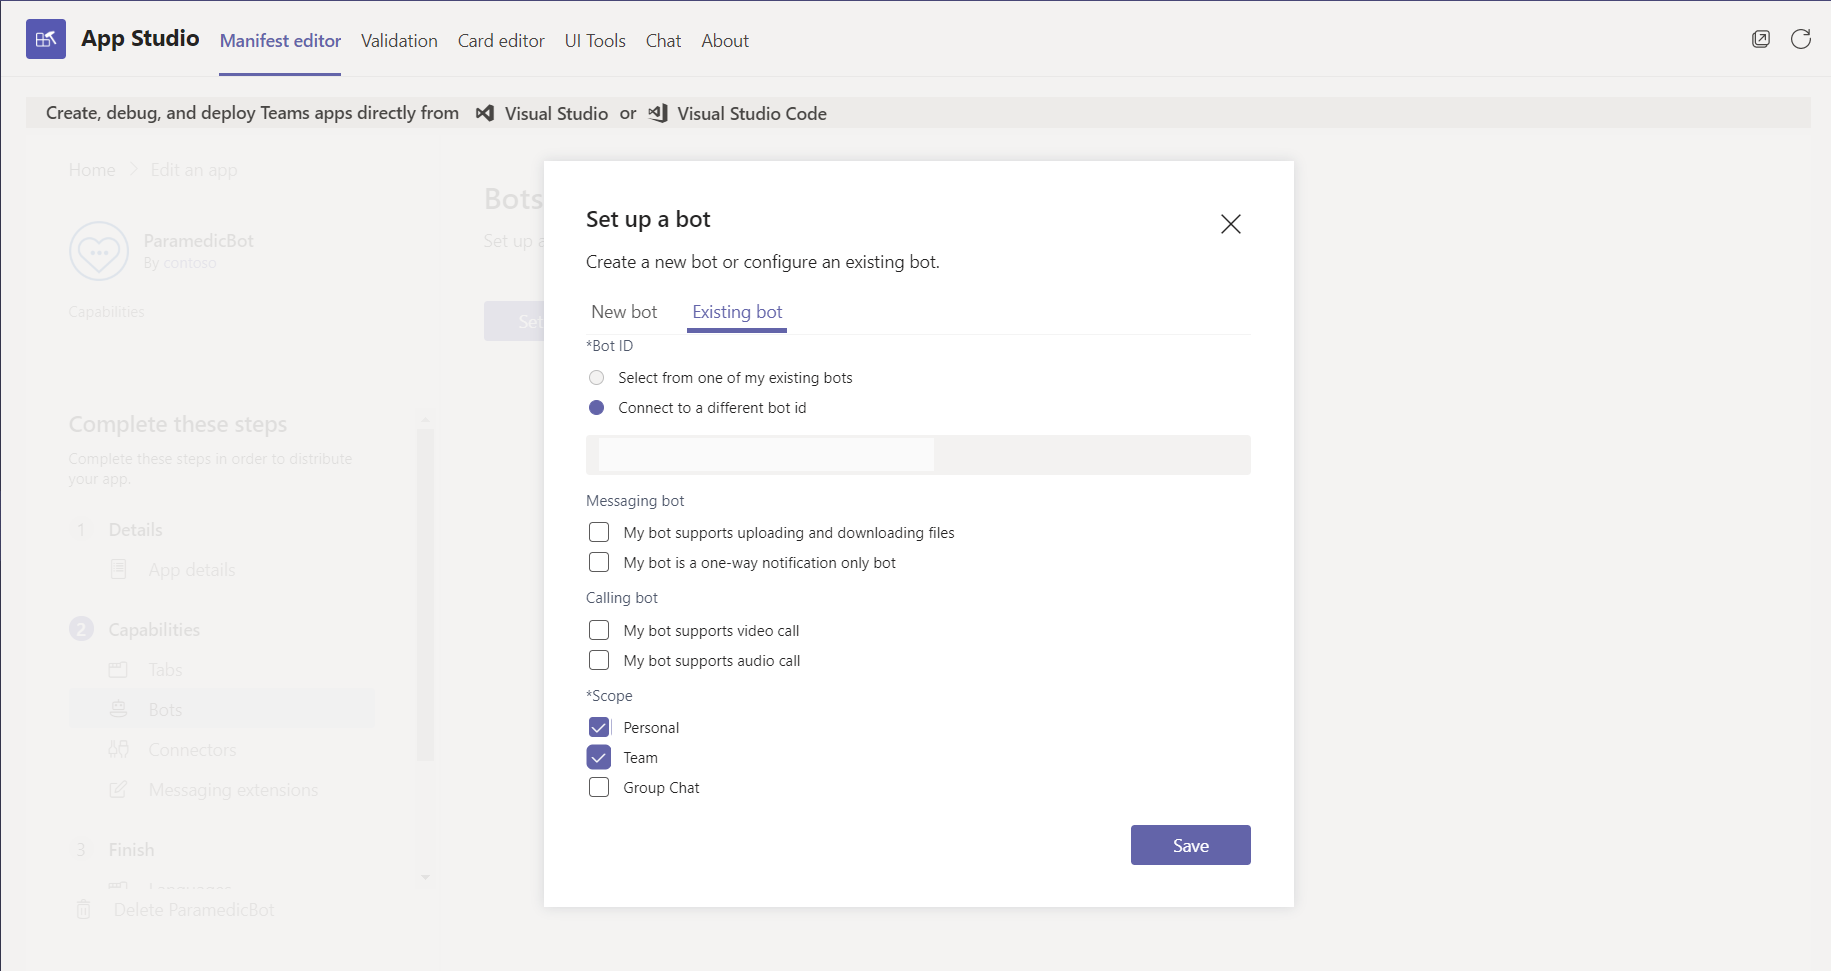 App Studio Manifest editor Validation Card editor UI Tools Chat About
Create, debug, and deploy Teams apps directly from Visual Studio or Visual Studio Code
Home > Edit an app
ParamedicBot
By contoso
Capabilities
Complete these steps
Complete these steps in order to distribute
your app.
1 Details
App details
2 Capabilities
Tabs
Bots
Connectors
Messaging extensions
3 Finish
Languages
Delete ParamedicBot
Bots
Set up a
Set
Set up a bot
Create a new bot or configure an existing bot.
New bot Existing bot
*Bot ID
Select from one of my existing bots
Connect to a different bot id
Messaging bot
My bot supports uploading and downloading files
My bot is a one-way notification only bot
Calling bot
My bot supports video call
My bot supports audio call
*Scope
Personal
Team
Group Chat
Save